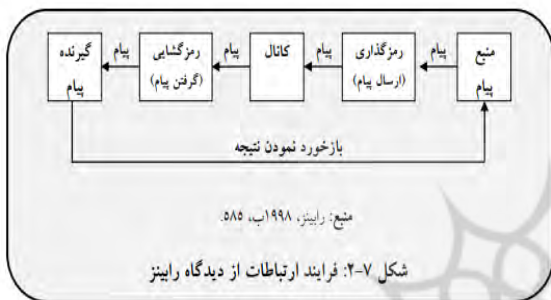 منبع
پیام
پیام
رمزگذاری
(ارسال پیام)
پیام
کانال
پیام
رمزگشایی
(گرفتن پیام)
پیام
گیرنده
پیام
بازخورد نمودن نتیجه
منبع: رابینز، ۱۹۹۸ب، ۵۸۵.
شکل ۷-۲: فرایند ارتباطات از دیدگاه رابینز